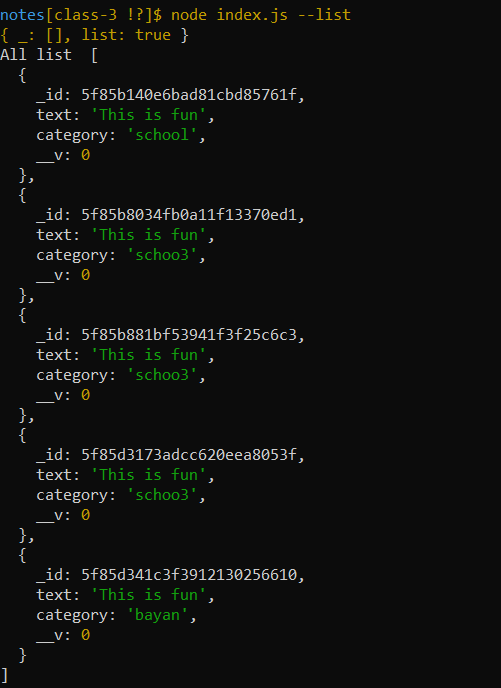 notes[class-3 !?]$ node index.js --list
{ _: [], list: true }
All list  [
  {
    _id: 5f85b140e6bad81cbd85761f,
    text: 'This is fun',
    category: 'school',
    __v: 0
  },
  {
    _id: 5f85b8034fb0a11f13370ed1,
    text: 'This is fun',
    category: 'schoo3',
    __v: 0
  },
  {
    _id: 5f85b881bf53941f3f25c6c3,
    text: 'This is fun',
    category: 'schoo3',
    __v: 0
  },
  {
    _id: 5f85d3173adcc620eea8053f,
    text: 'This is fun',
    category: 'schoo3',
    __v: 0
  },
  {
    _id: 5f85d341c3f3912130256610,
    text: 'This is fun',
    category: 'bayan',
    __v: 0
  }
]